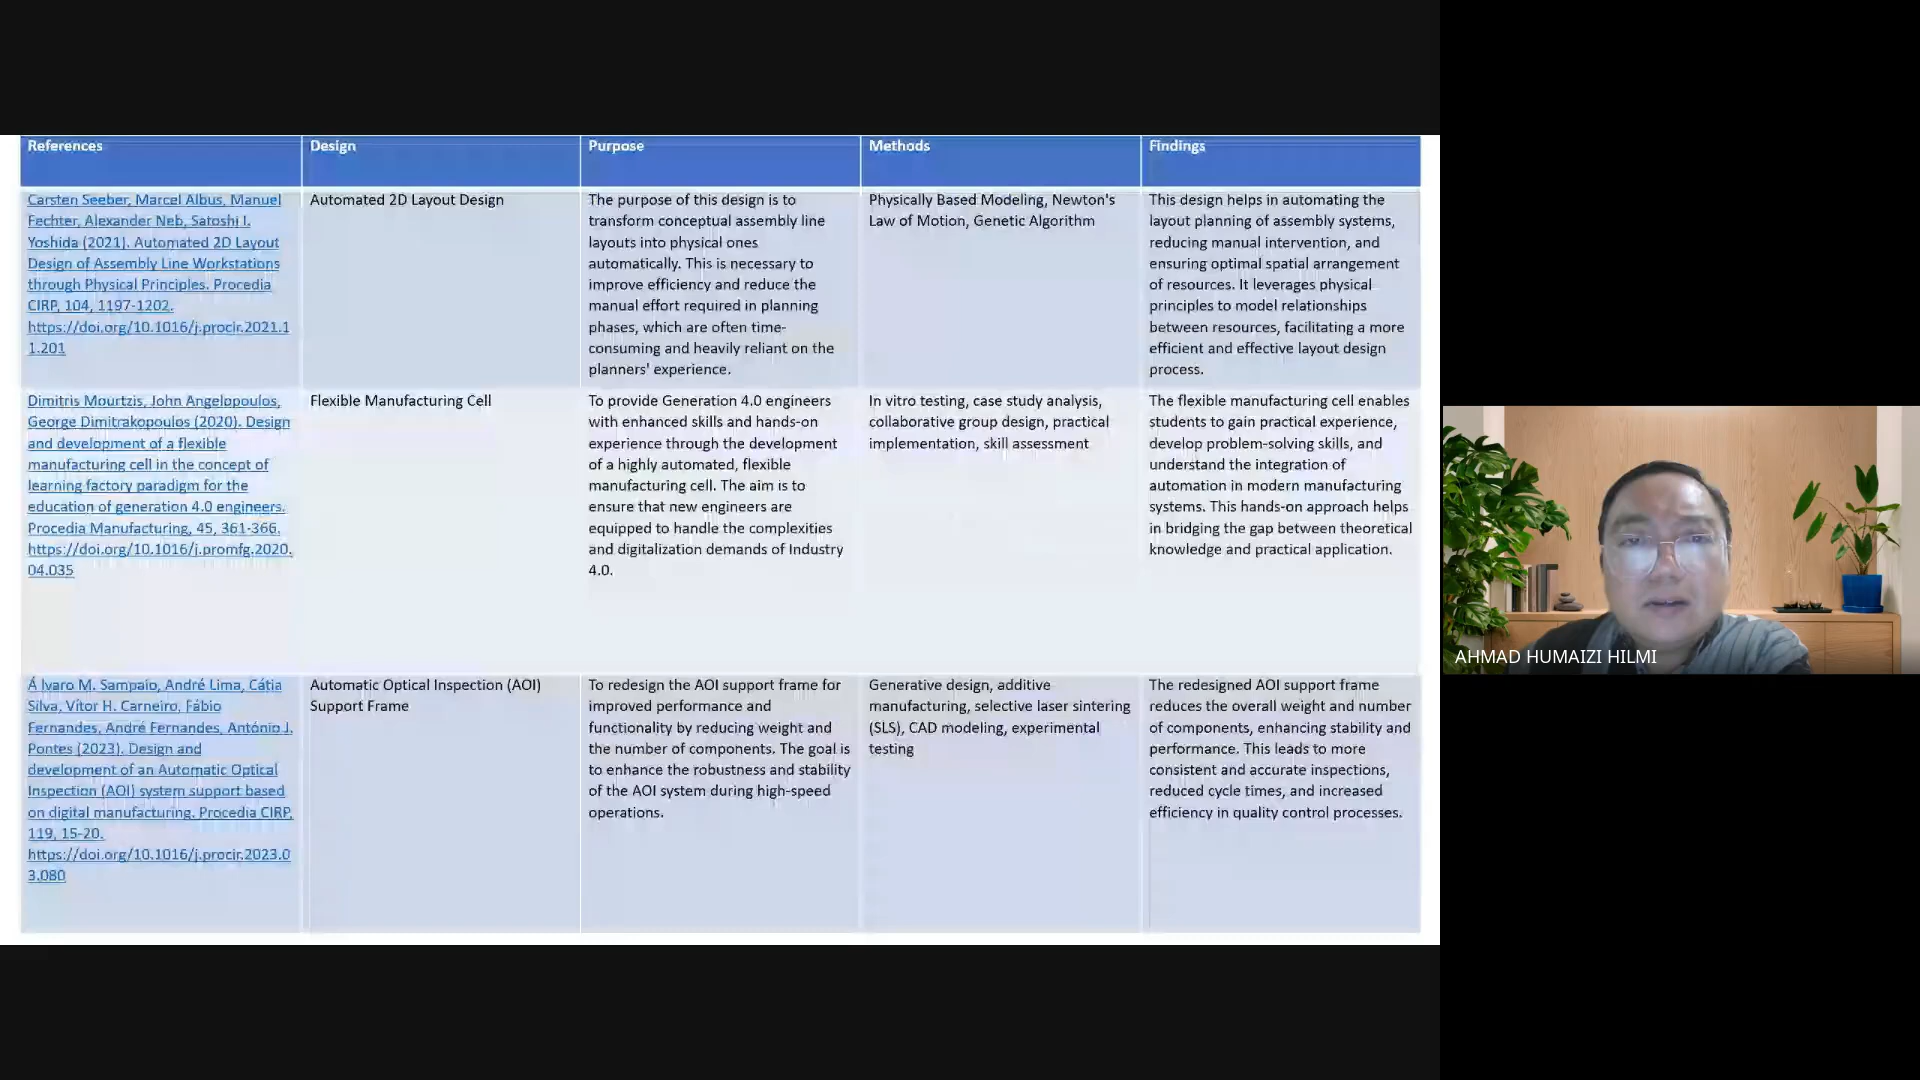 References
Design
Purpose
Methods
Findings
Carsten Seeber, Marcel Albus, Manuel
Fechter, Alexander Neb, Satoshi I.
Yoshida (2021). Automated 2D Layout
Design of Assembly Line Workstations
through Physical Principles. Procedia
CIRP, 104, 1197-1202.
https://doi.org/10.1016/j.procir.2021.1
1.201
Automated 2D Layout Design
The purpose of this design is to
transform conceptual assembly line
layouts into physical ones
automatically. This is necessary to
improve efficiency and reduce the
manual effort required in planning
phases, which are often time-
consuming and heavily reliant on the
planners' experience.
Physically Based Modeling, Newton's
Law of Motion, Genetic Algorithm
This design helps in automating the
layout planning of assembly systems,
reducing manual intervention, and
ensuring optimal spatial arrangement
of resources. It leverages physical
principles to model relationships
between resources, facilitating a more
efficient and effective layout design
process.
Dimitris Mourtzis, John Angelopoulos,
George Dimitrakopoulos (2020). Design
and development of a flexible
manufacturing cell in the concept of
learning factory paradigm for the
education of generation 4.0 engineers.
Procedia Manufacturing, 45, 361-366.
https://doi.org/10.1016/j.promfg.2020.
04.035
Flexible Manufacturing Cell
To provide Generation 4.0 engineers
with enhanced skills and hands-on
experience through the development
of a highly automated, flexible
manufacturing cell. The aim is to
ensure that new engineers are
equipped to handle the complexities
and digitalization demands of Industry
4.0.
In vitro testing, case study analysis,
collaborative group design, practical
implementation, skill assessment
The flexible manufacturing cell enables
students to gain practical experience,
develop problem-solving skills, and
understand the integration of
automation in modern manufacturing
systems. This hands-on approach helps
in bridging the gap between theoretical
knowledge and practical application.
Á lvaro M. Sampaio, André Lima, Cátia
Silva, Vítor H. Carneiro, Fábio
Fernandes, André Fernandes, António J.
Pontes (2023). Design and
development of an Automatic Optical
Inspection (AOI) system support based
on digital manufacturing. Procedia CIRP,
119, 15-20.
https://doi.org/10.1016/j.procir.2023.0
3.080
Automatic Optical Inspection (AOI)
Support Frame
To redesign the AOI support frame for
improved performance and
functionality by reducing weight and
the number of components. The goal is
to enhance the robustness and stability
of the AOI system during high-speed
operations.
Generative design, additive
manufacturing, selective laser sintering
(SLS), CAD modeling, experimental
testing
The redesigned AOI support frame
reduces the overall weight and number
of components, enhancing stability and
performance. This leads to more
consistent and accurate inspections,
reduced cycle times, and increased
efficiency in quality control processes.
AHMAD HUMAIZI HILMI